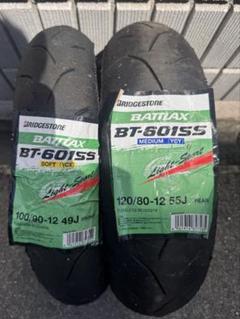 BRIDGESTONE
BATTLAX
BT-601SS
SOFT YCX
Light-Sport
100/90-12 49J
BRIDGESTONE
BATTLAX
BT-601SS
MEDIUM YCY
Light-Sport
120/80-12 55J REAR